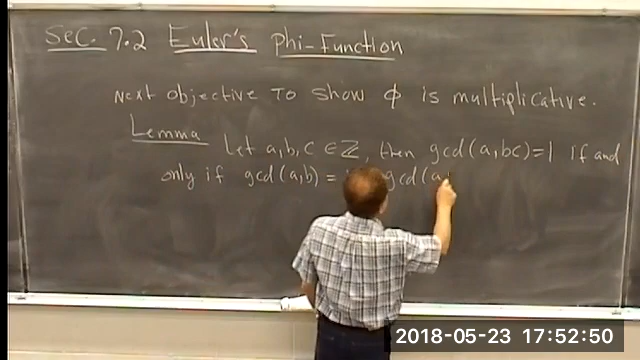 Sec. 7.2 Euler's Phi-Function
Next objective to show ϕ is multiplicative.
Lemma Let a,b,c ∈ ℤ, then gcd(a,bc)=1 if and
only if gcd(a,b) = gcd(a,
2018-05-23 17:52:50